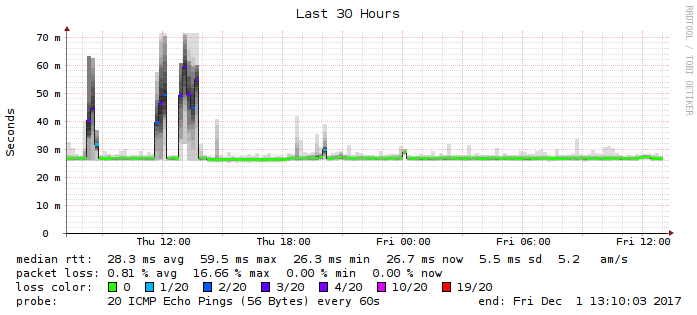 Last 30 Hours
RRDTOOL / TOBI OETIKER
Seconds
70 m
60 m
50 m
40 m
30 m
20 m
10 m
0
Thu 12:00 Thu 18:00 Fri 00:00 Fri 06:00 Fri 12:00
median rtt: 28.3 ms avg 59.5 ms max 26.3 ms min 26.7 ms now 5.5 ms sd 5.2 am/s
packet loss: 0.81 % avg 16.66 % max 0.00 % min 0.00 % now
loss color: 0 1/20 2/20 3/20 4/20 10/20 19/20
probe: 20 ICMP Echo Pings (56 Bytes) every 60s end: Fri Dec 1 13:10:03 2017